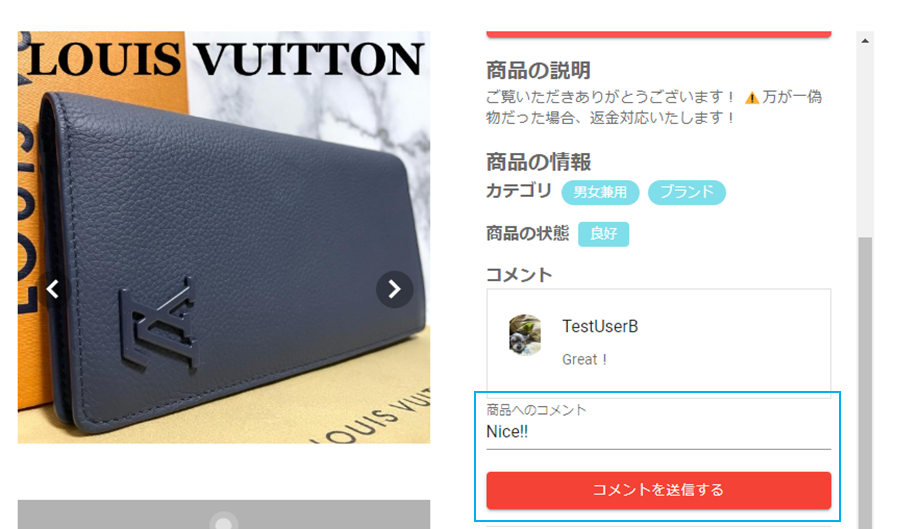 LOUIS VUITTON
LOUIS VUIT
商品の説明
ご覧いただきありがとうございます！ ⚠️万が一偽
物だった場合、返金対応いたします！
商品の情報
カテゴリ 男女兼用 ブランド
商品の状態 良好
コメント
TestUserB
Great！
商品へのコメント
Nice!!
コメントを送信する